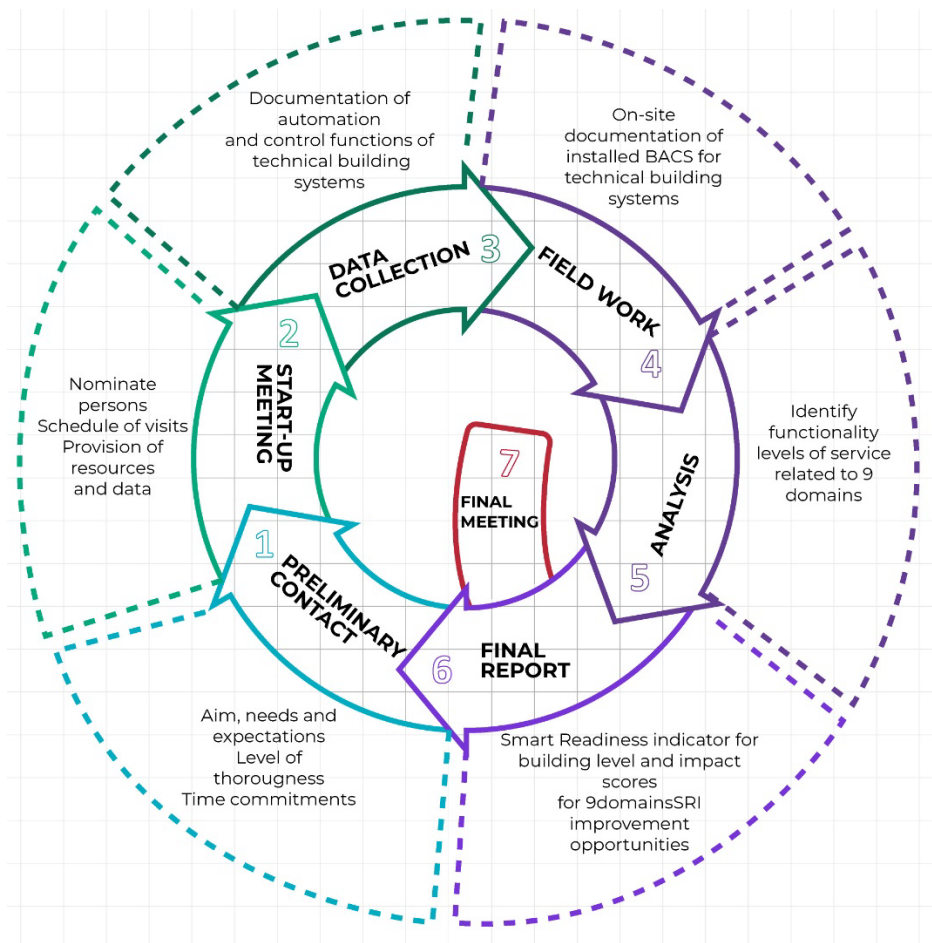 1
PRELIMINARY
CONTACT
Aim, needs and
expectations
Level of
thorougness
Time commitments
2
START-UP
MEETING
Nominate
persons
Schedule of visits
Provision of
resources
and data
3
DATA
COLLECTION
Documentation of
automation
and control functions of
technical building
systems
4
FIELD WORK
On-site
documentation of
installed BACS for
technical building
systems
5
ANALYSIS
Identify
functionality
levels of service
related to 9
domains
6
FINAL
REPORT
Smart Readiness indicator for
building level and impact
scores
for 9domainsSRI
improvement
opportunities
7
FINAL
MEETING